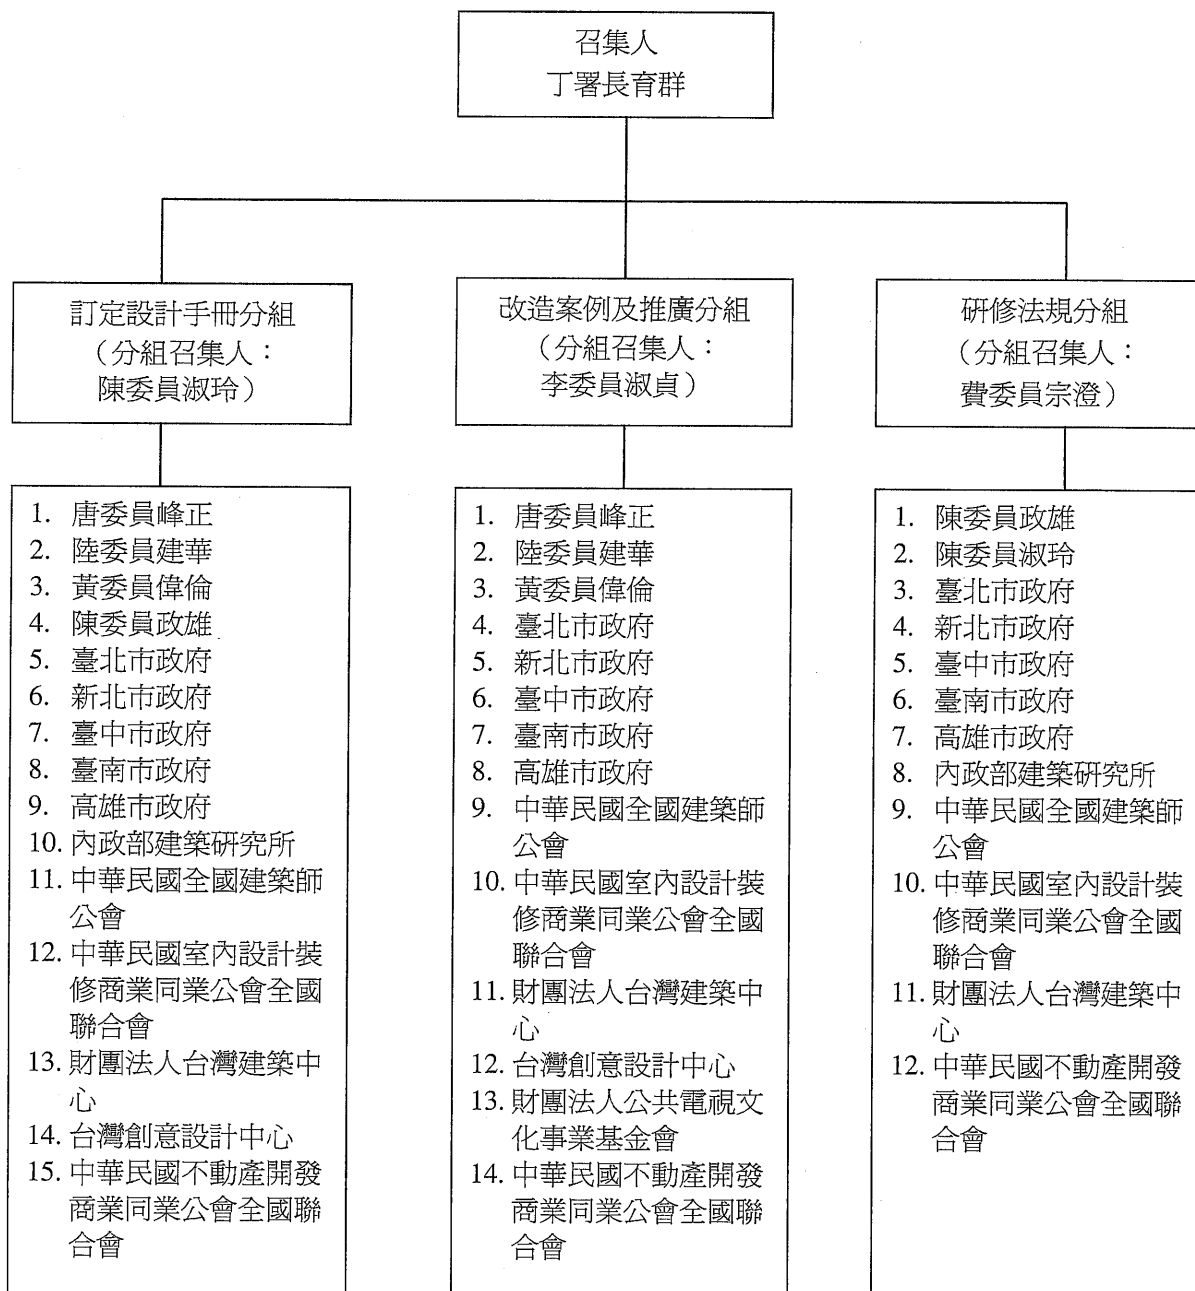 召集人
丁署長育群
訂定設計手冊分組
（分組召集人：
陳委員淑玲）
改造案例及推廣分組
（分組召集人：
李委員淑貞）
研修法規分組
（分組召集人：
費委員宗澄）
1. 唐委員峰正
2. 陸委員建華
3. 黃委員偉倫
4. 陳委員政雄
5. 臺北市政府
6. 新北市政府
7. 臺中市政府
8. 臺南市政府
9. 高雄市政府
10. 內政部建築研究所
11. 中華民國全國建築師
公會
12. 中華民國室內設計裝
修商業同業公會全國
聯合會
13. 財團法人台灣建築中
心
14. 台灣創意設計中心
15. 中華民國不動產開發
商業同業公會全國聯
合會
1. 唐委員峰正
2. 陸委員建華
3. 黃委員偉倫
4. 臺北市政府
5. 新北市政府
6. 臺中市政府
7. 臺南市政府
8. 高雄市政府
9. 中華民國全國建築師
公會
10. 中華民國室內設計裝
修商業同業公會全國
聯合會
11. 財團法人台灣建築中
心
12. 台灣創意設計中心
13. 財團法人公共電視文
化事業基金會
14. 中華民國不動產開發
商業同業公會全國聯
合會
1. 陳委員政雄
2. 陳委員淑玲
3. 臺北市政府
4. 新北市政府
5. 臺中市政府
6. 臺南市政府
7. 高雄市政府
8. 內政部建築研究所
9. 中華民國全國建築師
公會
10. 中華民國室內設計裝
修商業同業公會全國
聯合會
11. 財團法人台灣建築中
心
12. 中華民國不動產開發
商業同業公會全國聯
合會